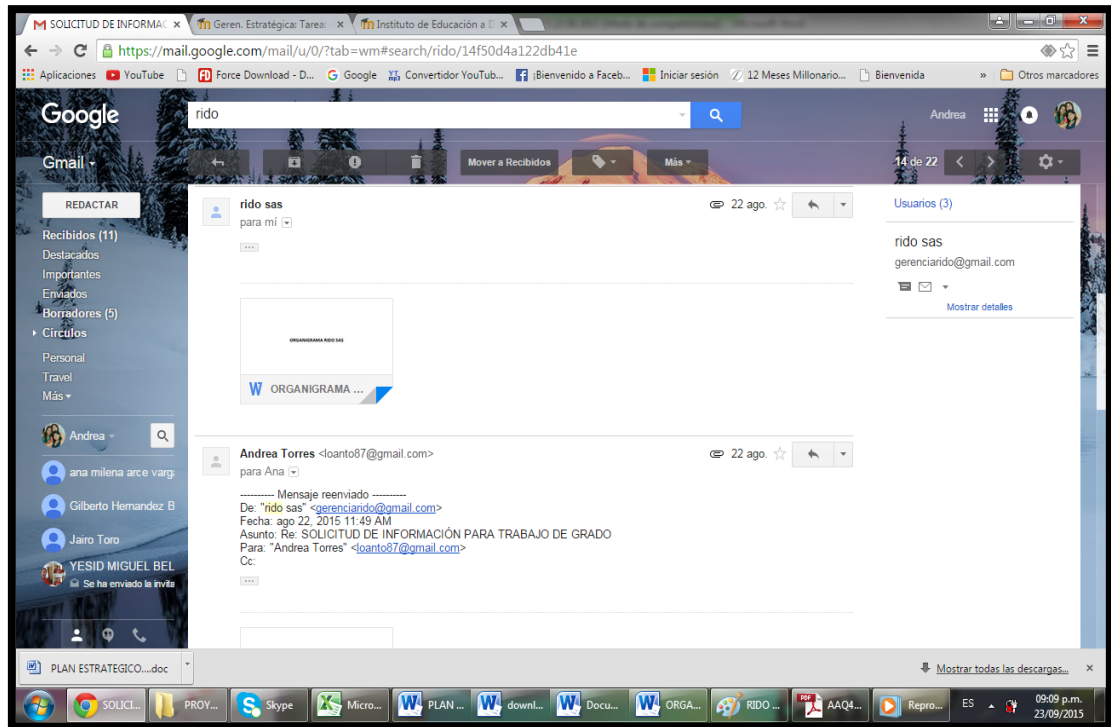 SOLICITUD DE INFORMAC
Geren. Estratégica: Tarea:
Instituto de Educación a D
https://mail.google.com/mail/u/0/?tab=wm#search/rido/14f50d4a122db41e
Aplicaciones YouTube Force Download - D... Google Convertidor YouTub... ¡Bienvenido a Faceb... Iniciar sesión 12 Meses Millonario... Bienvenida » Otros marcadores
Google rido Andrea
Gmail Mover a Recibidos Más 14 de 22
REDACTAR
Recibidos (11)
Destacados
Importantes
Enviados
Borradores (5)
Círculos
Personal
Travel
Más
Andrea
ana milena arce varg
Gilberto Hernandez B
Jairo Toro
YESID MIGUEL BEL
Se ha enviado la invita
rido sas 22 ago.
para mí
ORGANIGRAMA RIDO SAS
W ORGANIGRAMA ...
Andrea Torres <loanto87@gmail.com> 22 ago.
para Ana
---------- Mensaje reenviado ----------
De: "rido sas" <gerenciarido@gmail.com>
Fecha: ago 22, 2015 11:49 AM
Asunto: Re: SOLICITUD DE INFORMACIÓN PARA TRABAJO DE GRADO
Para: "Andrea Torres" <loanto87@gmail.com>
Cc:
Usuarios (3)
rido sas
gerenciarido@gmail.com
Mostrar detalles
PLAN ESTRATEGICO....doc Mostrar todas las descargas...
SOLICI... PROY... Skype Micro... PLAN ... downl... Docu... ORGA... RIDO ... AAQ4... Repro... ES 09:09 p.m.
23/09/2015